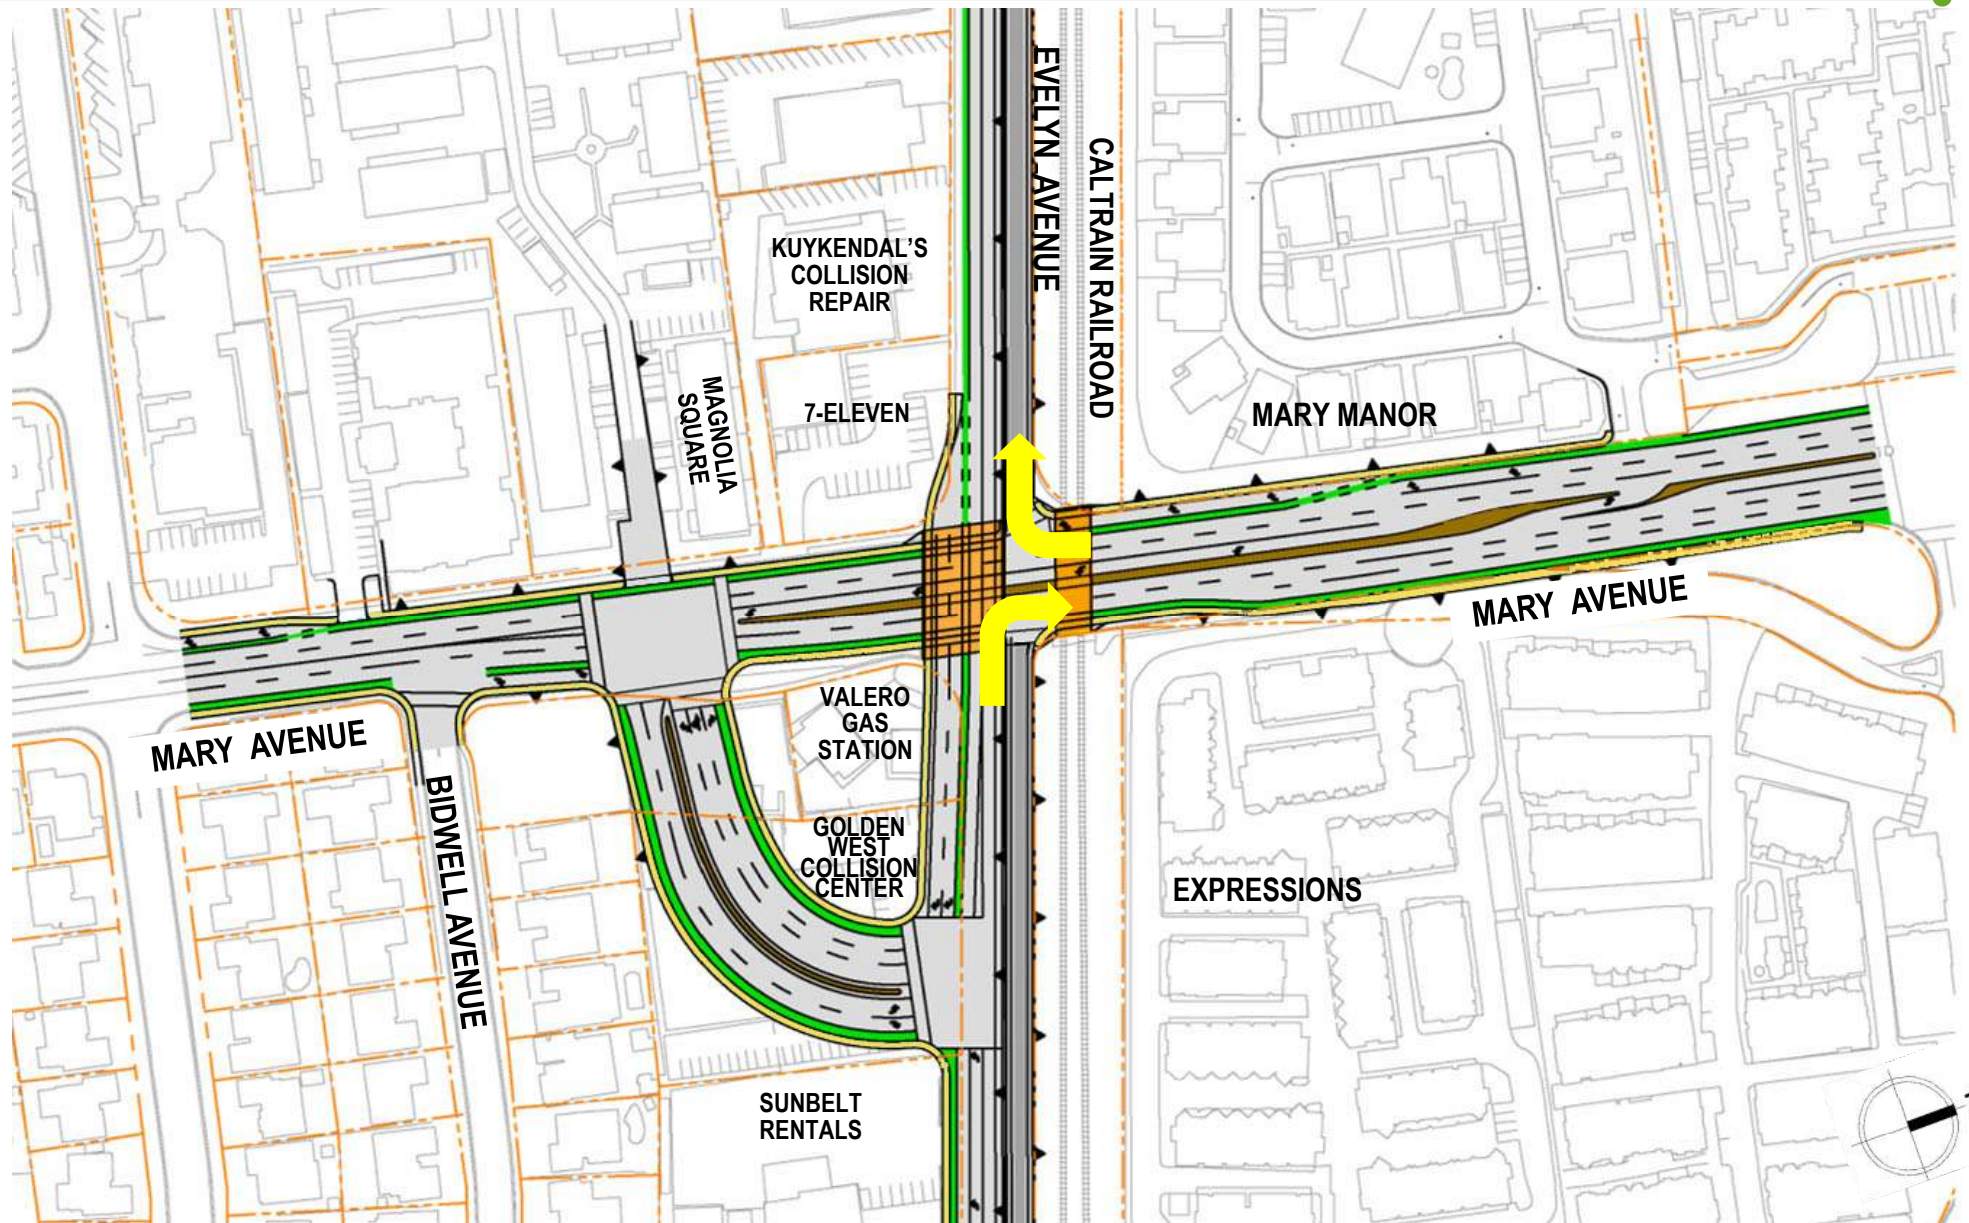 EVELYN AVENUE
CALTRAIN RAILROAD
KUYKENDAL'S
COLLISION
REPAIR
MAGNOLIA
SQUARE
7-ELEVEN
MARY MANOR
MARY AVENUE
MARY AVENUE
BIDWELL AVENUE
VALERO
GAS
STATION
GOLDEN
WEST
COLLISION
CENTER
EXPRESSIONS
SUNBELT
RENTALS